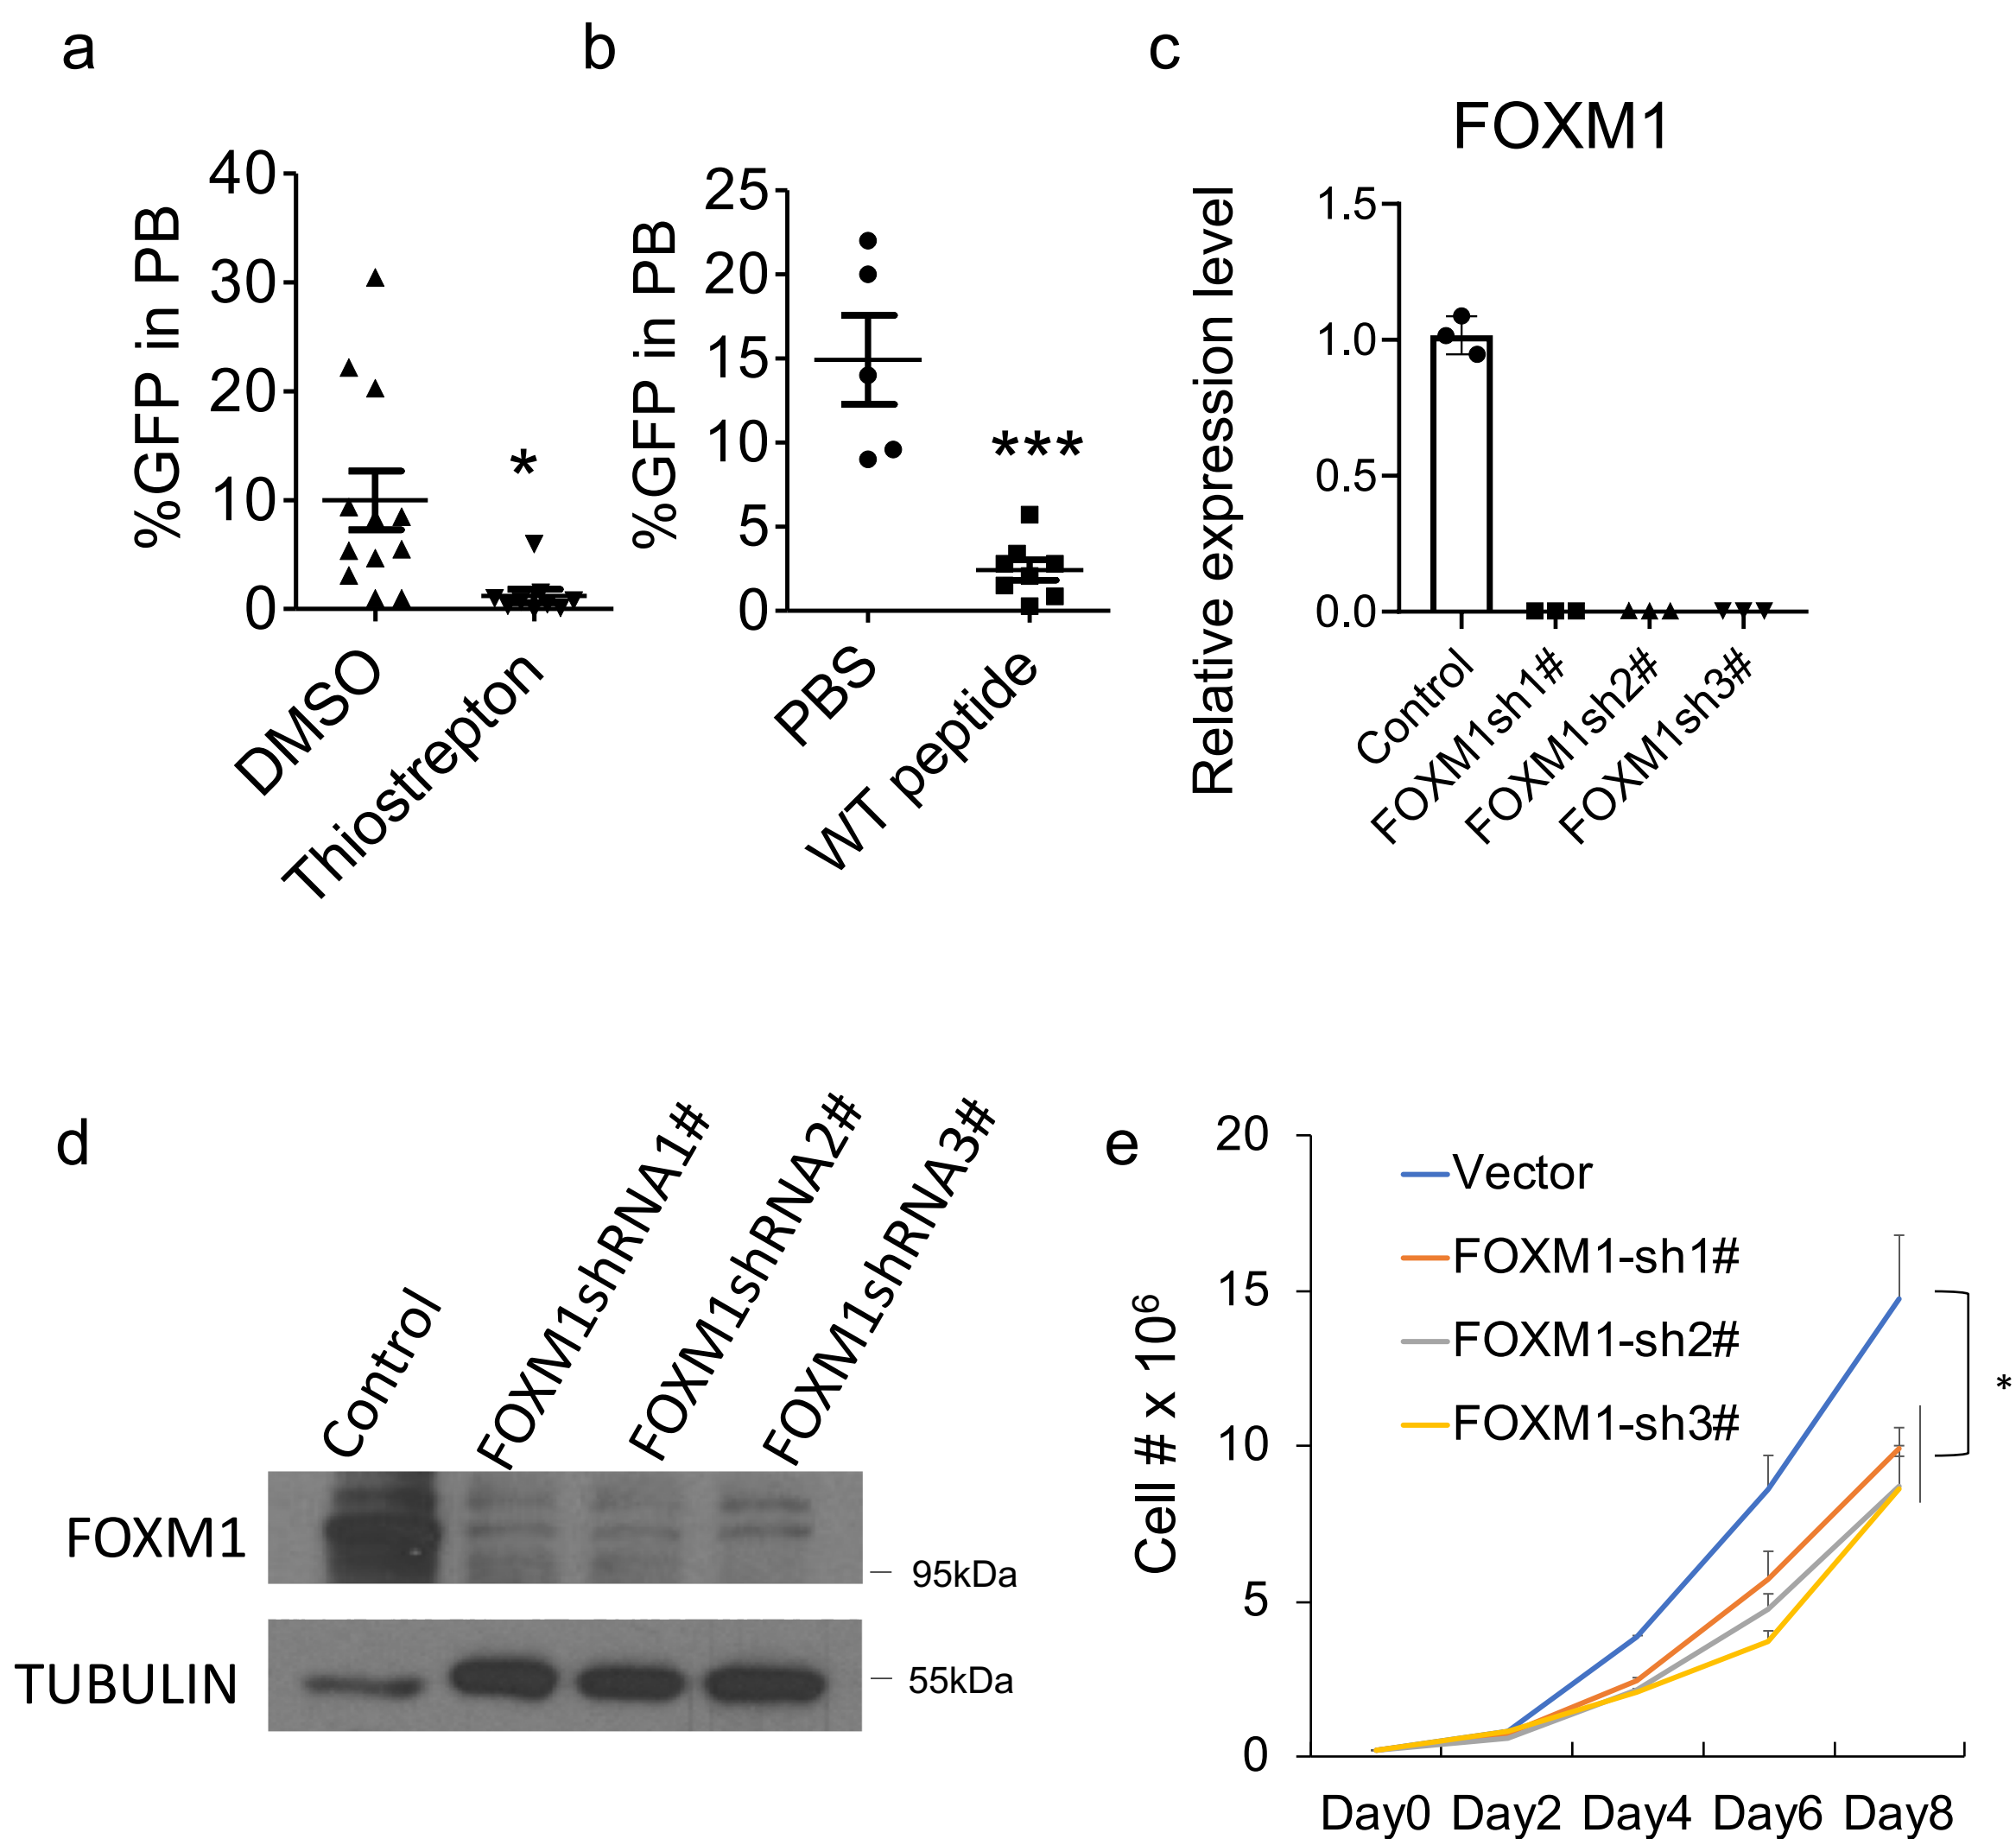 a
b
c
%GFP in PB
40
30
20
10
0
*
DMSO
Thiostrepton
%GFP in PB
25
20
15
10
5
0
***
PBS
WT peptide
FOXM1
Relative expression level
1.5
1.0
0.5
0.0
Control
FOXM1sh1#
FOXM1sh2#
FOXM1sh3#
d
Control
FOXM1shRNA1#
FOXM1shRNA2#
FOXM1shRNA3#
FOXM1
95kDa
TUBULIN
55kDa
e
Cell # x 10⁶
20
15
10
5
0
Vector
FOXM1-sh1#
FOXM1-sh2#
FOXM1-sh3#
*
Day0 Day2 Day4 Day6 Day8